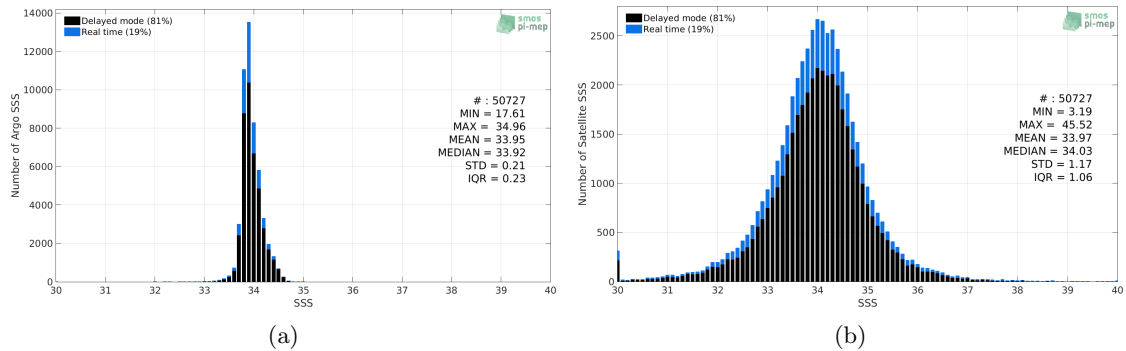 Delayed mode (81%)
Real time (19%)
smos
pi-mep
14000
12000
10000
8000
6000
4000
2000
0
Number of Argo SSS
# : 50727
MIN = 17.61
MAX = 34.96
MEAN = 33.95
MEDIAN = 33.92
STD = 0.21
IQR = 0.23
30 31 32 33 34 35 36 37 38 39 40
SSS
(a)
Delayed mode (81%)
Real time (19%)
smos
pi-mep
2500
2000
1500
1000
500
0
Number of Satellite SSS
# : 50727
MIN = 3.19
MAX = 45.52
MEAN = 33.97
MEDIAN = 34.03
STD = 1.17
IQR = 1.06
30 31 32 33 34 35 36 37 38 39 40
SSS
(b)